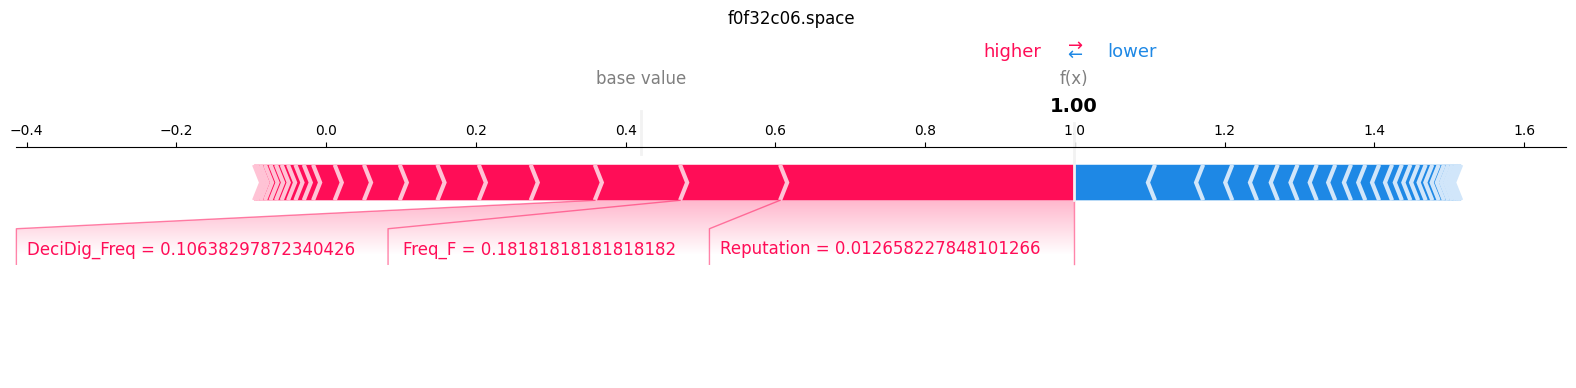 f0f32c06.space
higher ⇄ lower
base value f(x)
1.00
−0.4 −0.2 0.0 0.2 0.4 0.6 0.8 1.0 1.2 1.4 1.6
DeciDig_Freq = 0.10638297872340426 Freq_F = 0.18181818181818182 Reputation = 0.012658227848101266